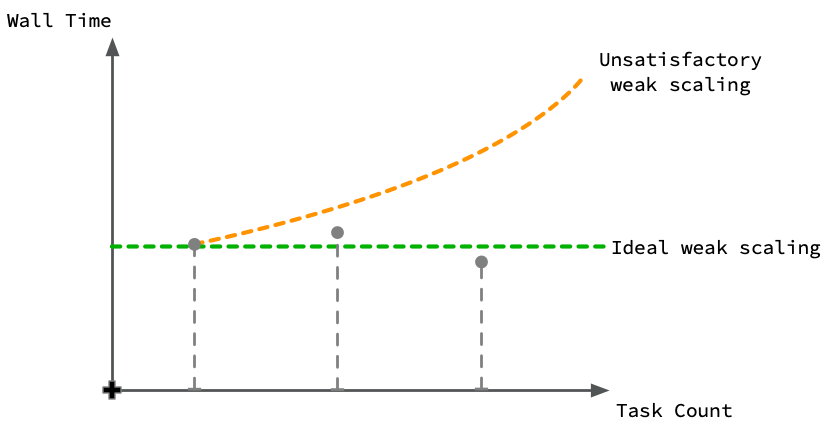 Wall Time
Unsatisfactory
weak scaling
Ideal weak scaling
Task Count